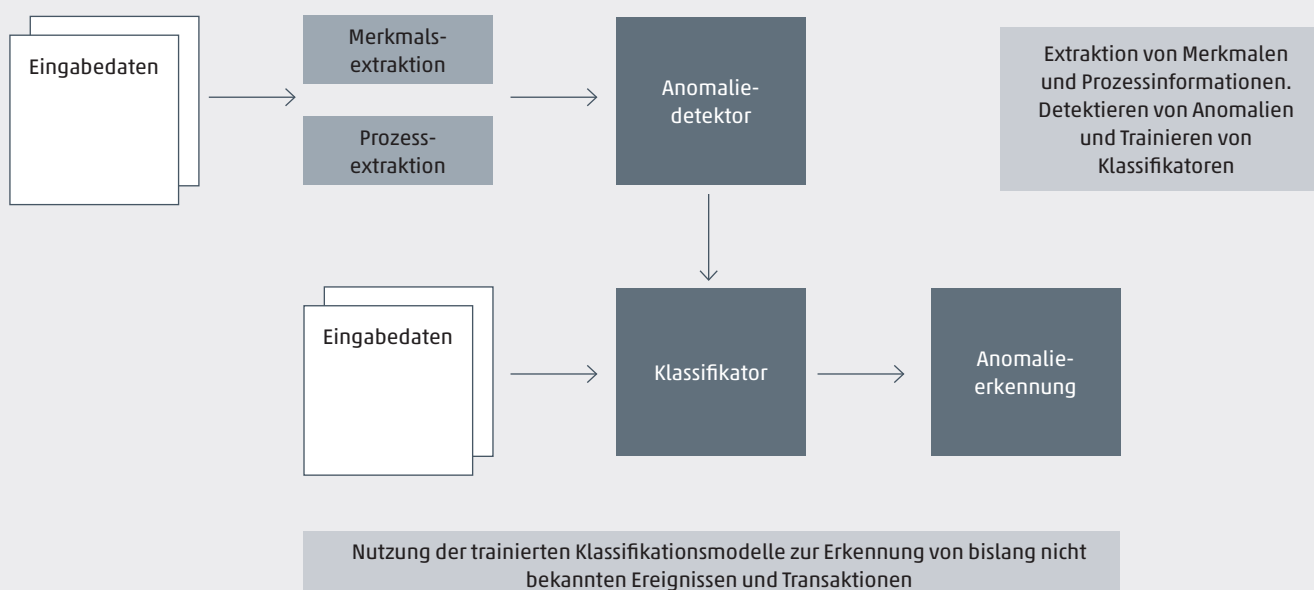 Eingabedaten
Merkmals-
extraktion
Prozess-
extraktion
Anomalie-
detektor
Extraktion von Merkmalen
und Prozessinformationen.
Detektieren von Anomalien
und Trainieren von
Klassifikatoren
Eingabedaten
Klassifikator
Anomalie-
erkennung
Nutzung der trainierten Klassifikationsmodelle zur Erkennung von bislang nicht
bekannten Ereignissen und Transaktionen